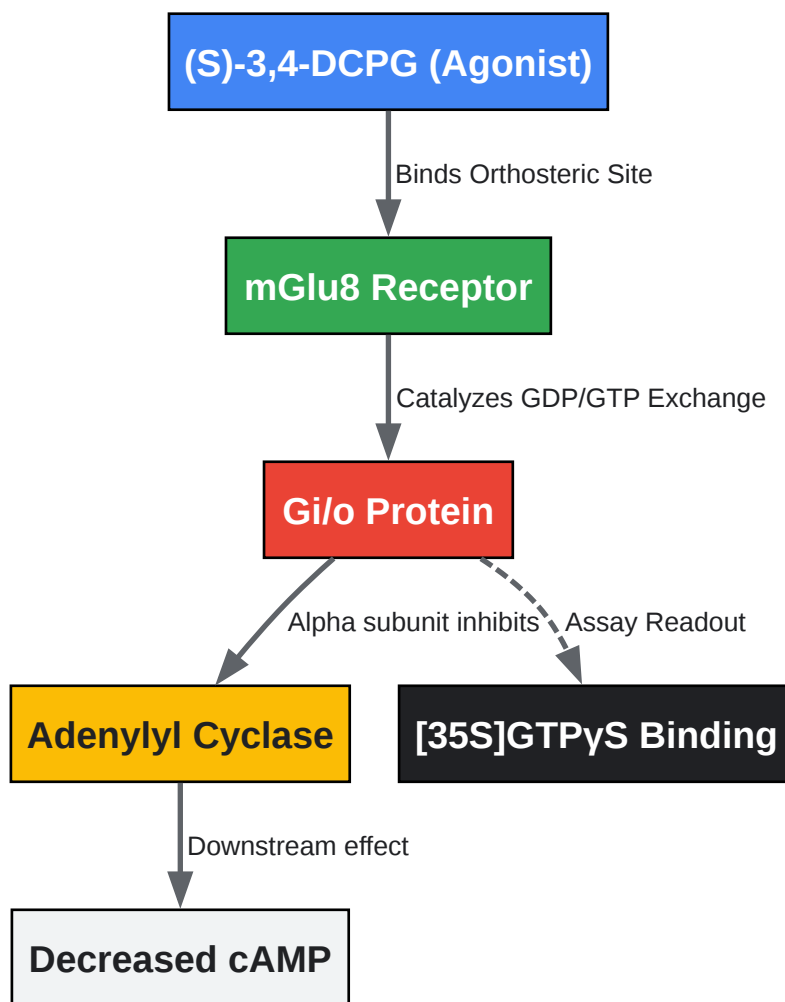 (S)-3,4-DCPG (Agonist)
Binds Orthosteric Site
mGlu8 Receptor
Catalyzes GDP/GTP Exchange
Gi/o Protein
Alpha subunit inhibits
Assay Readout
Adenylyl Cyclase
[35S]GTPγS Binding
Downstream effect
Decreased cAMP